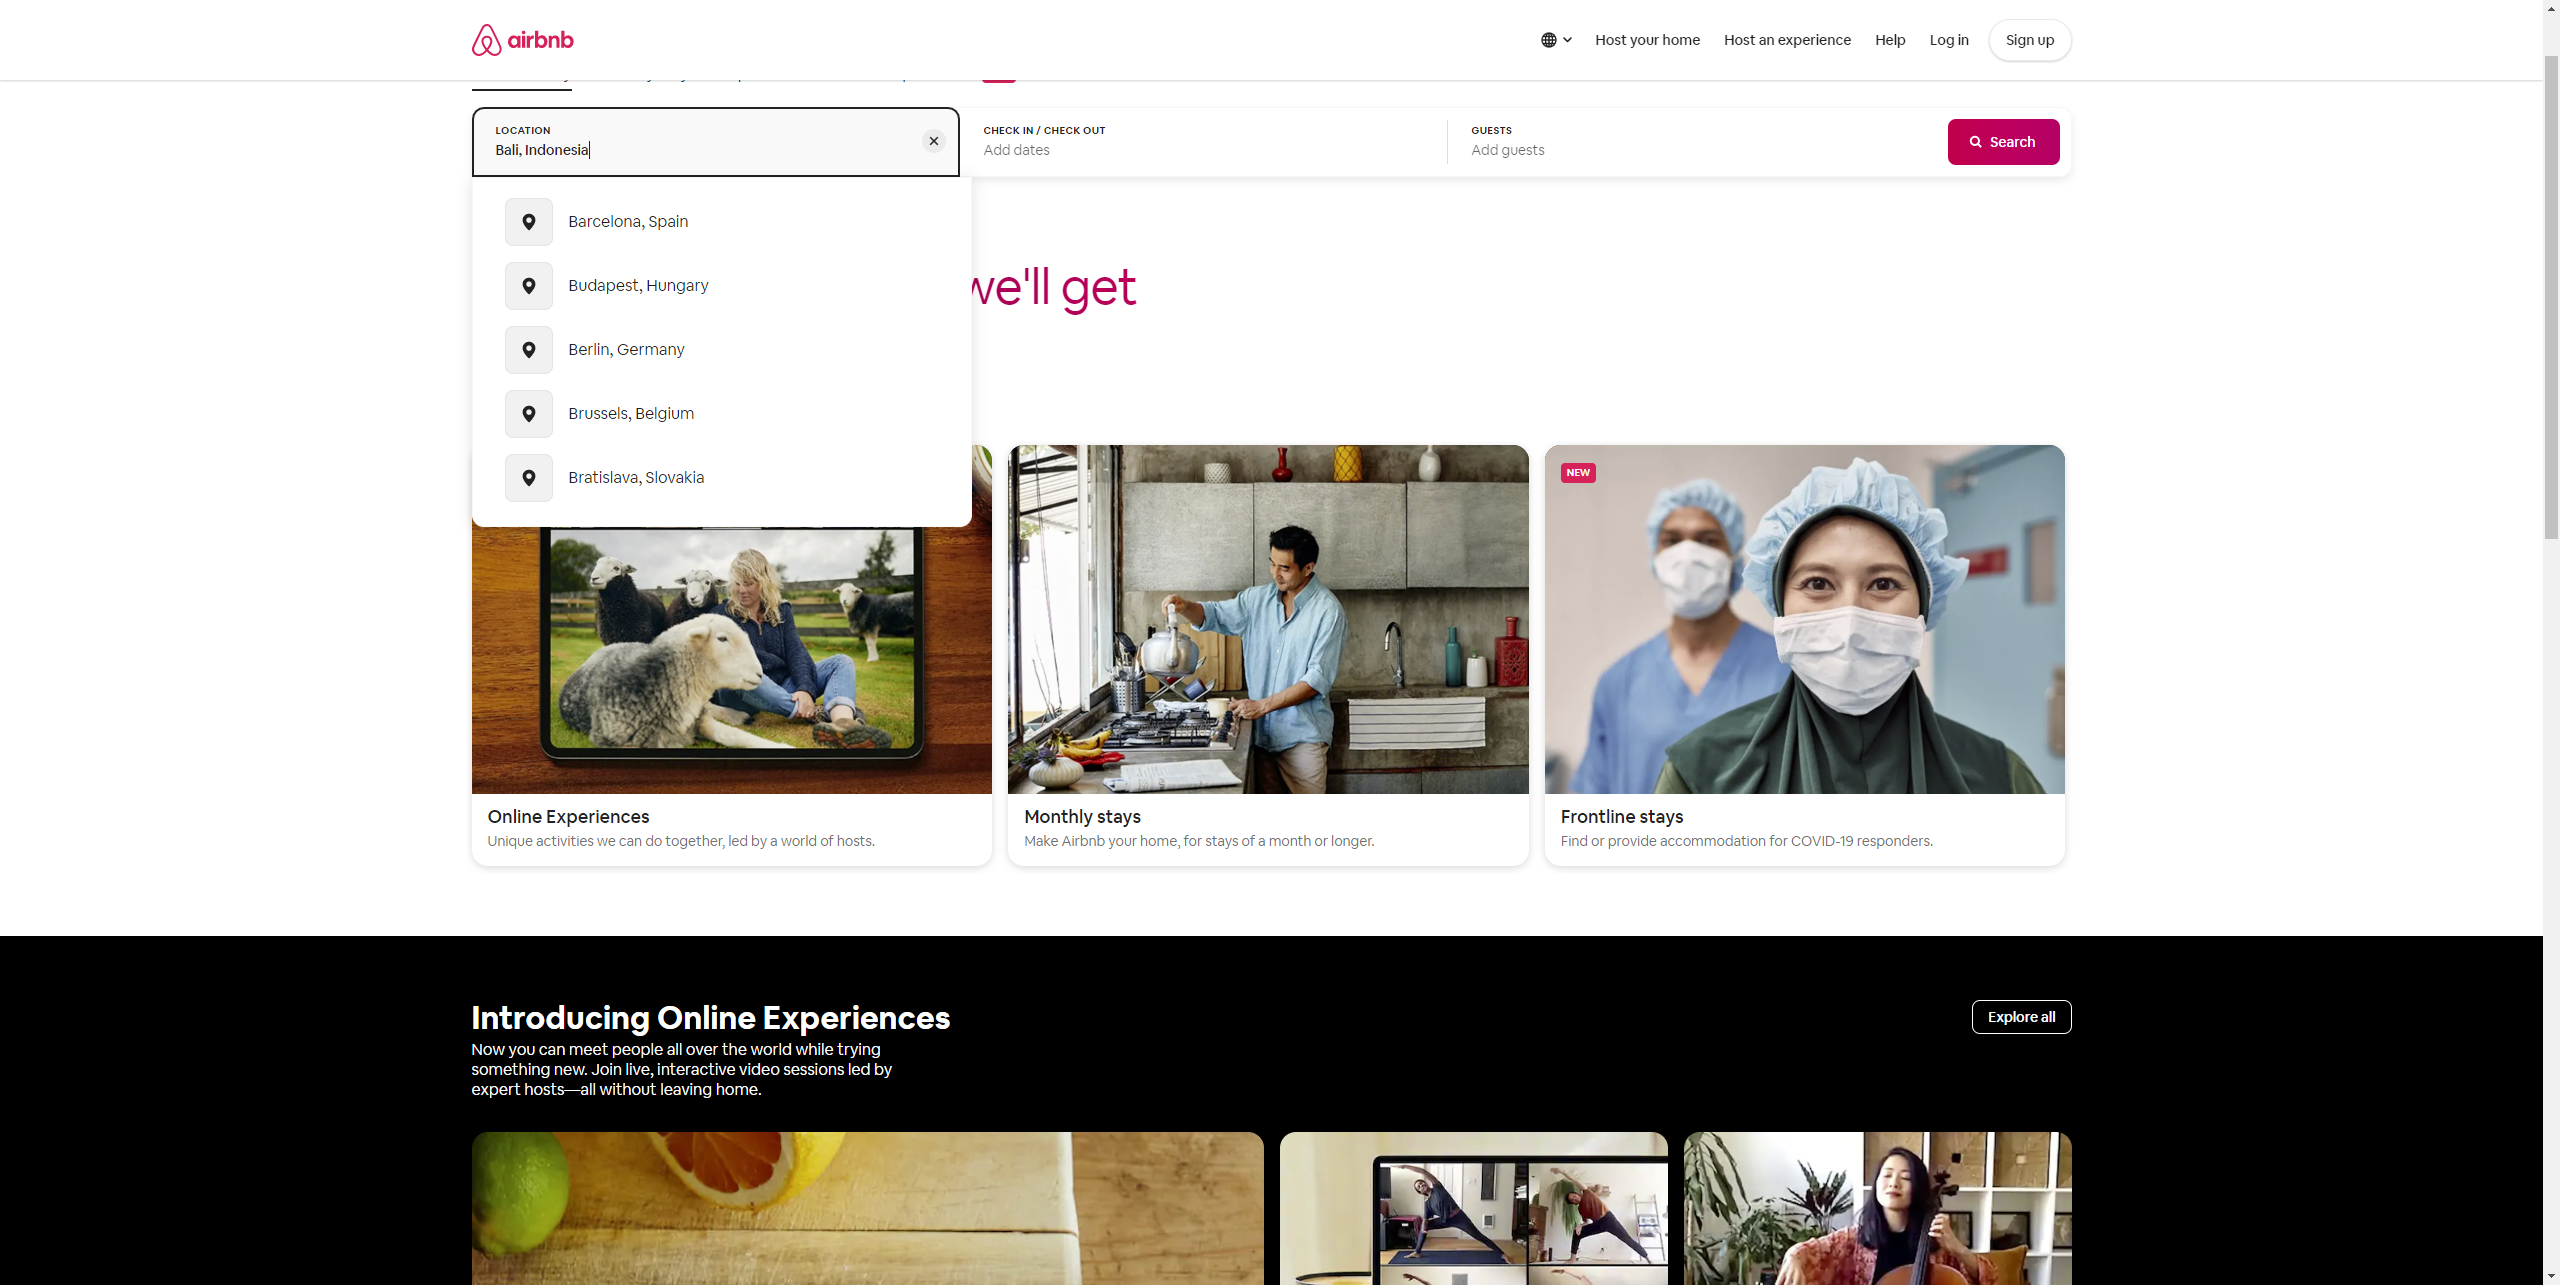 airbnb
Host your home
Host an experience
Help
Log in
Sign up
LOCATION
Bali, Indonesia
CHECK IN / CHECK OUT
Add dates
GUESTS
Add guests
Search
Barcelona, Spain
Budapest, Hungary
Berlin, Germany
Brussels, Belgium
Bratislava, Slovakia
we'll get
NEW
Online Experiences
Unique activities we can do together, led by a world of hosts.
Monthly stays
Make Airbnb your home, for stays of a month or longer.
Frontline stays
Find or provide accommodation for COVID-19 responders.
Introducing Online Experiences
Now you can meet people all over the world while trying
something new. Join live, interactive video sessions led by
expert hosts—all without leaving home.
Explore all